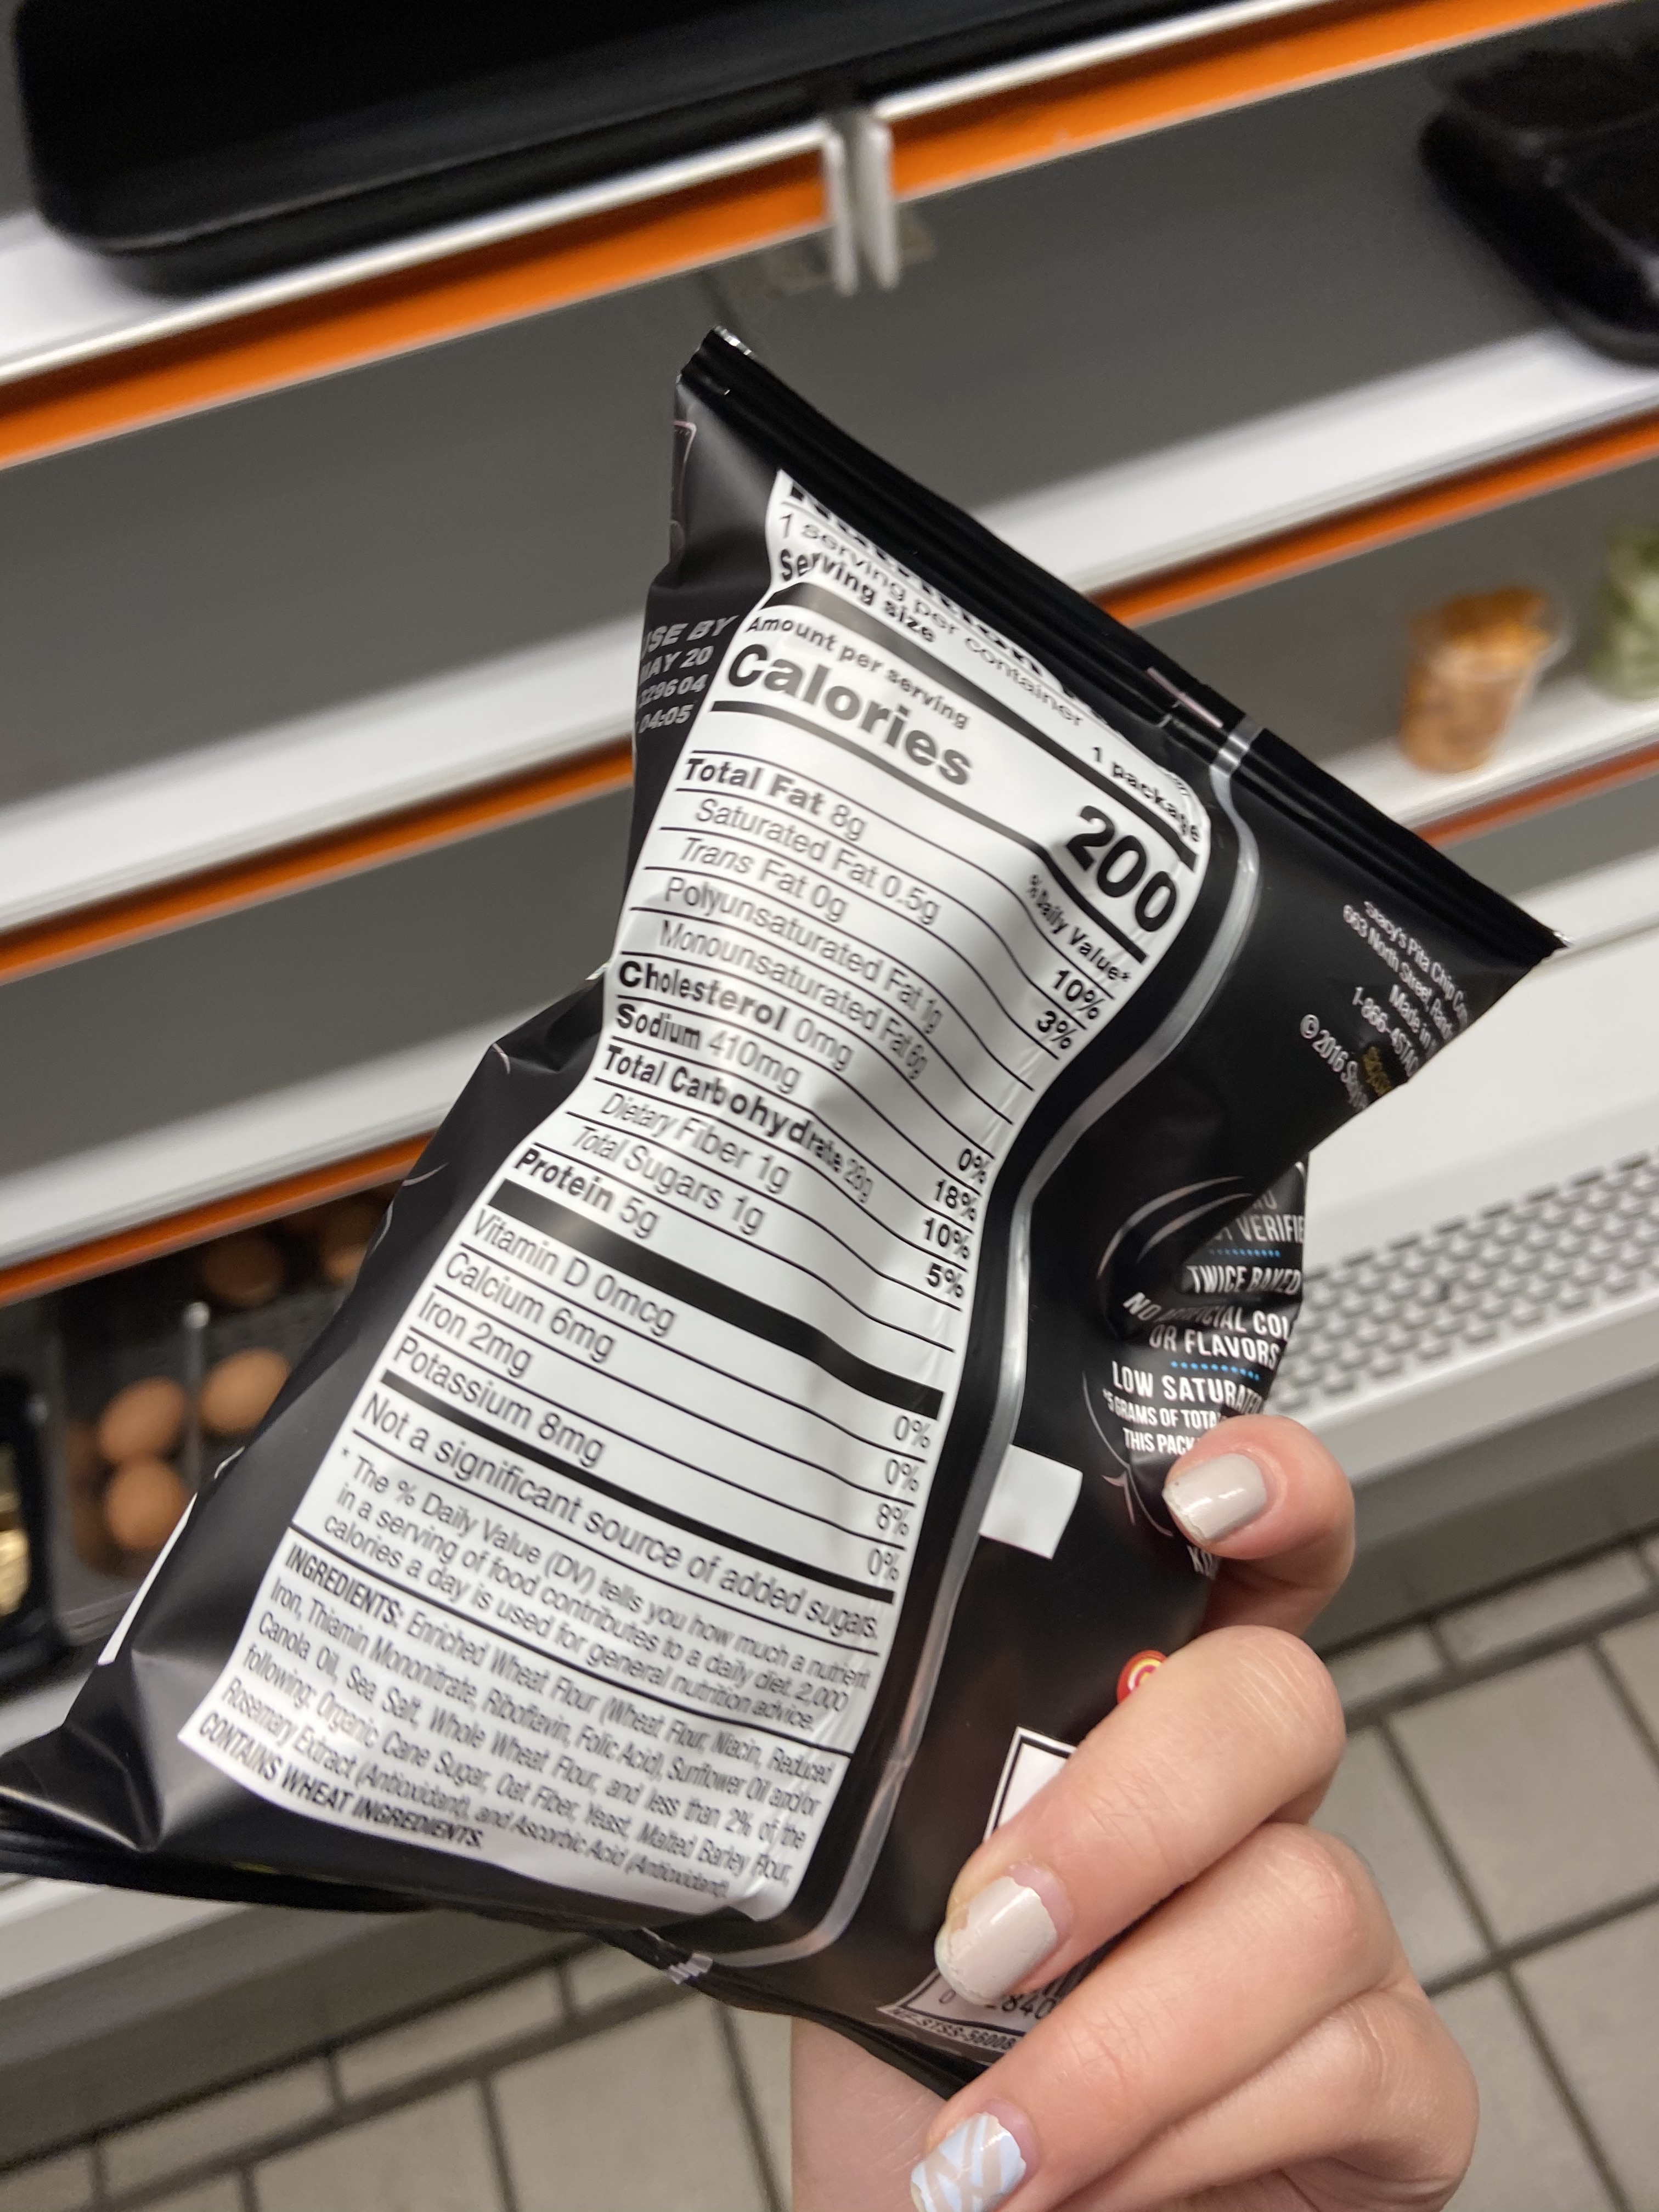 1 serving per container
Serving size 1 package
Amount per serving
Calories 200
% Daily Value*
Total Fat 8g 10%
Saturated Fat 0.5g 3%
Trans Fat 0g
Polyunsaturated Fat 1g
Monounsaturated Fat 6g
Cholesterol 0mg 0%
Sodium 410mg 18%
Total Carbohydrate 10%
Dietary Fiber 1g 5%
Total Sugars 1g
Protein 5g
Vitamin D 0mcg 0%
Calcium 6mg 0%
Iron 2mg 8%
Potassium 8mg 0%
Not a significant source of added sugars.
* The % Daily Value (DV) tells you how much a nutrient
in a serving of food contributes to a daily diet. 2,000
calories a day is used for general nutrition advice.
INGREDIENTS: Enriched Wheat Flour (Wheat Flour, Niacin, Reduced
Iron, Thiamin Mononitrate, Riboflavin, Folic Acid), Sunflower Oil and/or
Canola Oil, Sea Salt, Whole Wheat Flour, and less than 2% of the
following: Organic Cane Sugar, Oat Fiber, Yeast, Malted Barley Flour,
Rosemary Extract (Antioxidant), and Ascorbic Acid (Antioxidant).
CONTAINS WHEAT INGREDIENTS.
BY
20
29604
04:05
Stacy's Pita Chip
663 North Street,
Made in
1-866-4STAC
© 2016
VERIFIE
TWICE BAKED
NO
OR FLAVORS
LOW
GRAMS OF
THIS